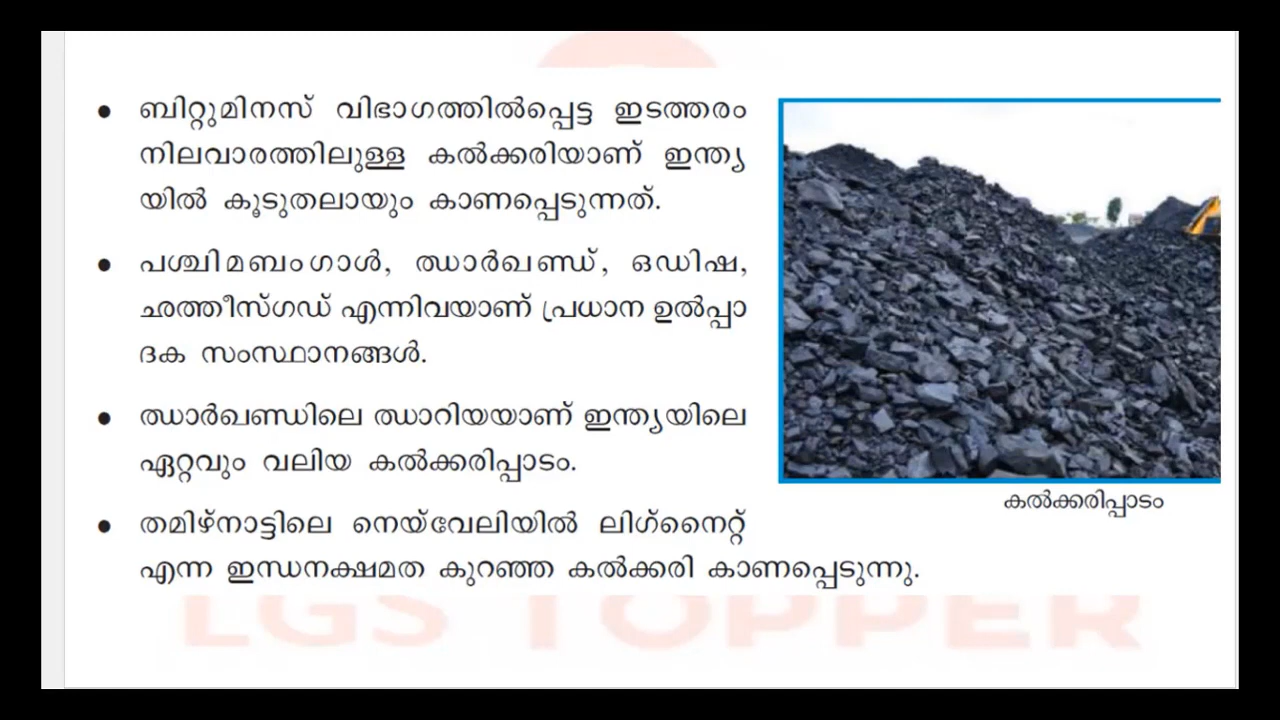 • ബിറ്റുമിനസ് വിഭാഗത്തിൽപ്പെട്ട ഇടത്തരം
നിലവാരത്തിലുള്ള കൽക്കരിയാണ് ഇന്ത്യ
യിൽ കൂടുതലായും കാണപ്പെടുന്നത്.
• പശ്ചിമബംഗാൾ, ഝാർഖണ്ഡ്, ഒഡിഷ,
ഛത്തീസ്ഗഡ് എന്നിവയാണ് പ്രധാന ഉൽപ്പാ
ദക സംസ്ഥാനങ്ങൾ.
• ഝാർഖണ്ഡിലെ ഝാറിയയാണ് ഇന്ത്യയിലെ
ഏറ്റവും വലിയ കൽക്കരിപ്പാടം.
കൽക്കരിപ്പാടം
• തമിഴ്നാട്ടിലെ നെയ്‌വേലിയിൽ ലിഗ്‌നൈറ്റ്
എന്ന ഇന്ധനക്ഷമത കുറഞ്ഞ കൽക്കരി കാണപ്പെടുന്നു.
LGS TOPPER